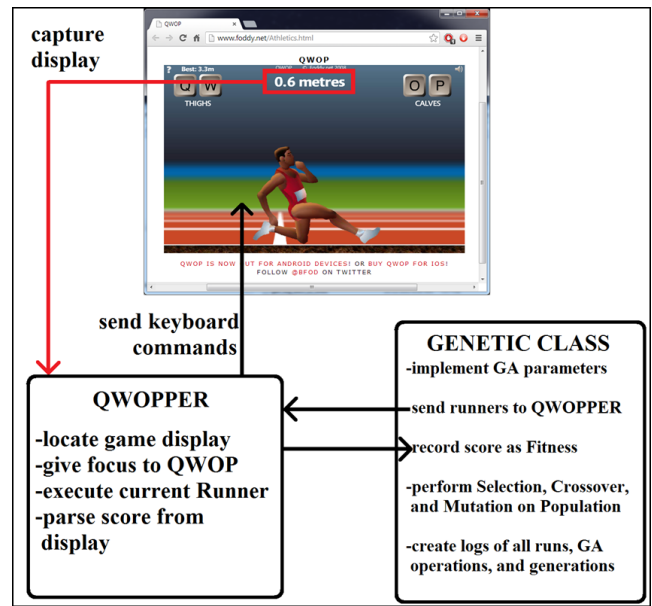 capture
display
QWOP
www.foddy.net/Athletics.html
QWOP
? Best: 3.3m
0.6 metres
Q W
O P
THIGHS
CALVES
QWOP IS NOW OUT FOR ANDROID DEVICES! OR BUY QWOP FOR IOS!
FOLLOW @BFOD ON TWITTER
send keyboard
commands
QWOPPER
-locate game display
-give focus to QWOP
-execute current Runner
-parse score from
display
GENETIC CLASS
-implement GA parameters
-send runners to QWOPPER
-record score as Fitness
-perform Selection, Crossover,
and Mutation on Population
-create logs of all runs, GA
operations, and generations